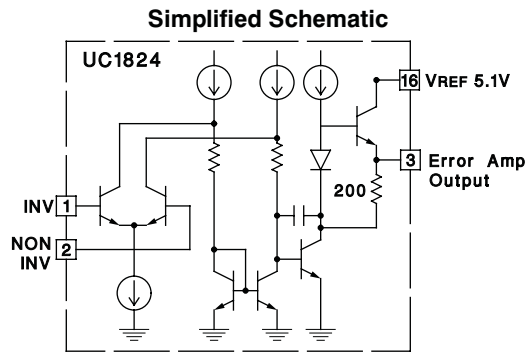 Simplified Schematic
UC1824
16 VREF 5.1V
3 Error Amp
Output
200
INV 1
NON
INV 2